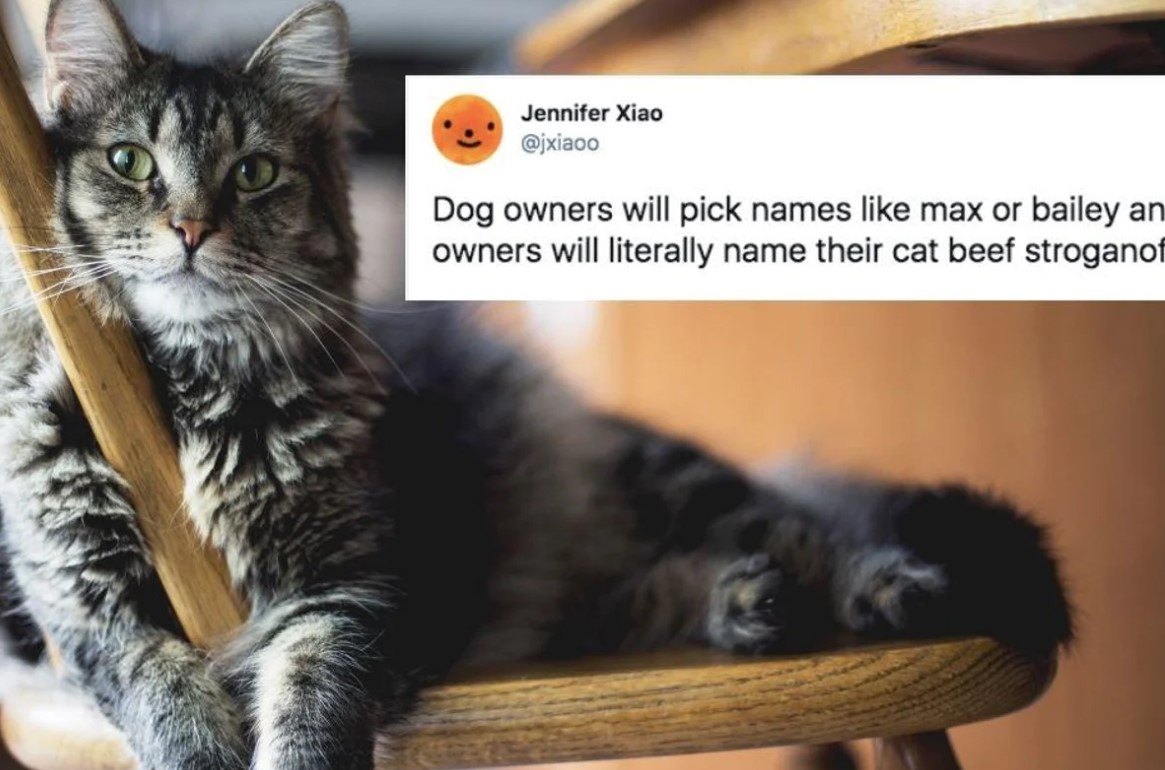 Jennifer Xiao
@jxiaoo
Dog owners will pick names like max or bailey an
owners will literally name their cat beef stroganof